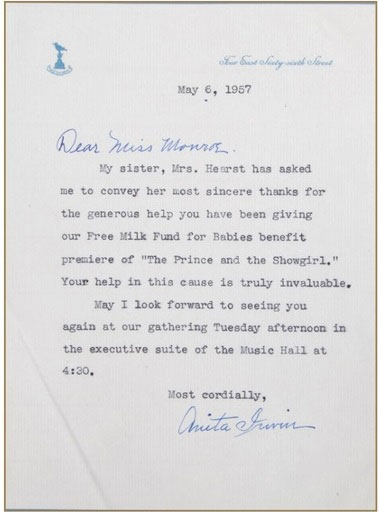 Four East Sixty-sixth Street
May 6, 1957
Dear Miss Monroe.
My sister, Mrs. Hearst has asked
me to convey her most sincere thanks for
the generous help you have been giving
our Free Milk Fund for Babies benefit
premiere of "The Prince and the Showgirl."
Your help in this cause is truly invaluable.
May I look forward to seeing you
again at our gathering Tuesday afternoon in
the executive suite of the Music Hall at
4:30.
Most cordially,
Anita Irwin